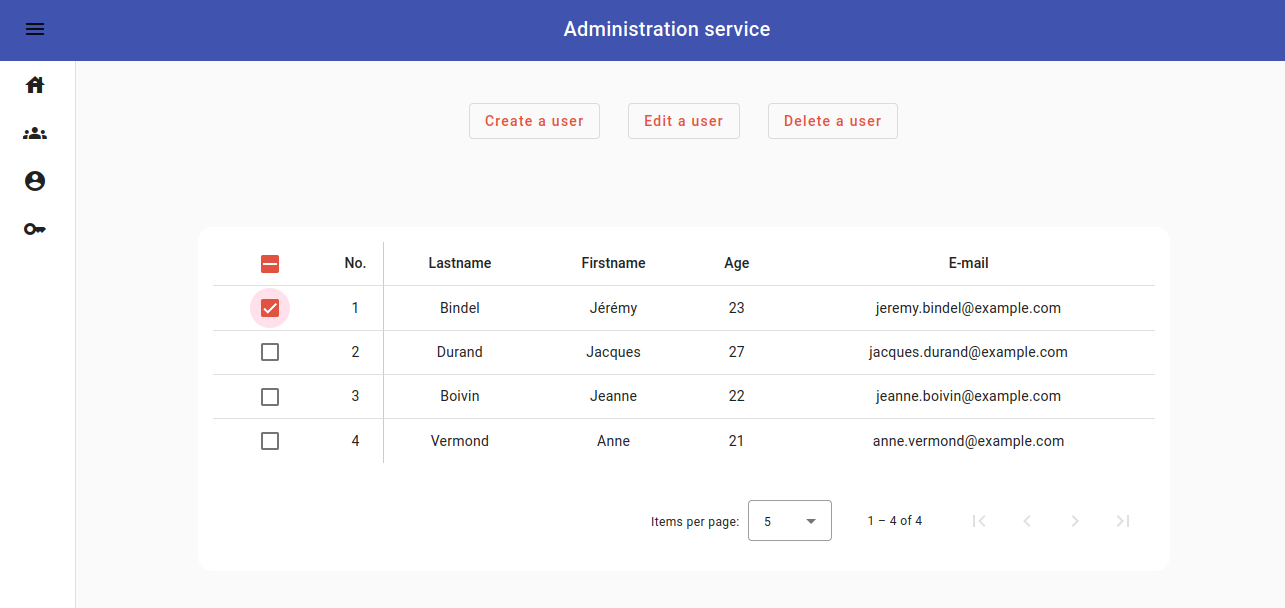 Administration service
Create a user Edit a user Delete a user
No. Lastname Firstname Age E-mail
1 Bindel Jérémy 23 jeremy.bindel@example.com
2 Durand Jacques 27 jacques.durand@example.com
3 Boivin Jeanne 22 jeanne.boivin@example.com
4 Vermond Anne 21 anne.vermond@example.com
Items per page: 5 1 – 4 of 4